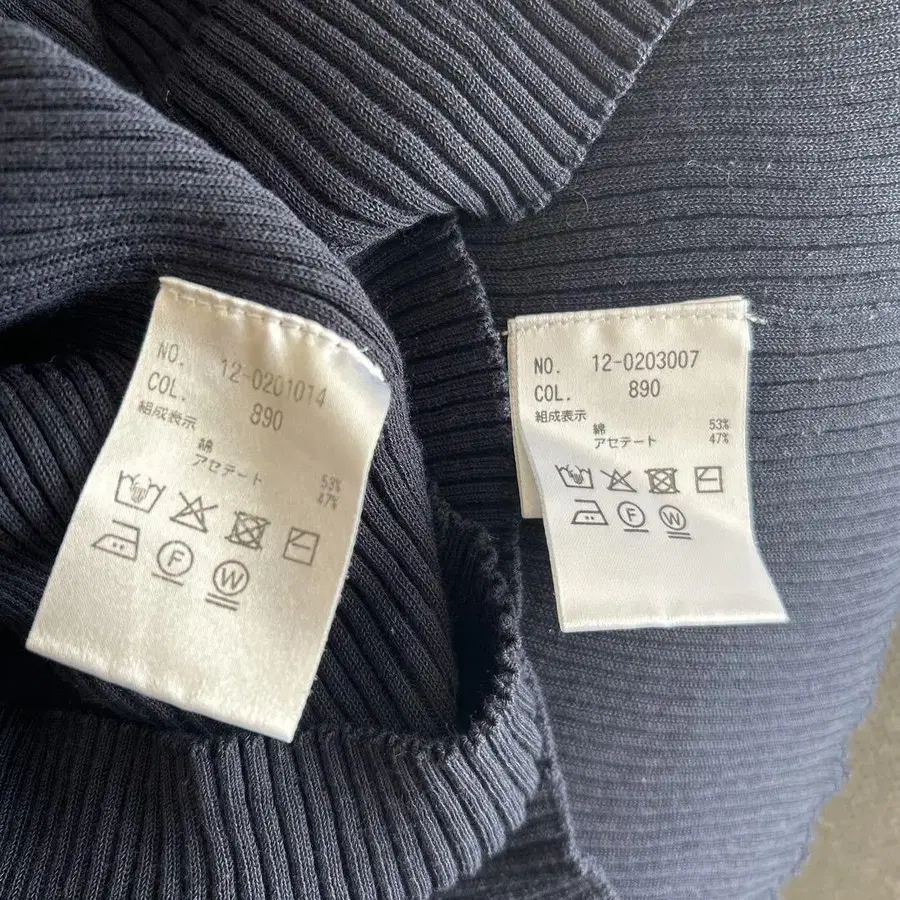 NO. 12-0201014
COL. 890
組成表示
綿 53%
アセテート 47%
F W
NO. 12-0203007
COL. 890
組成表示
綿 53%
アセテート 47%
F W